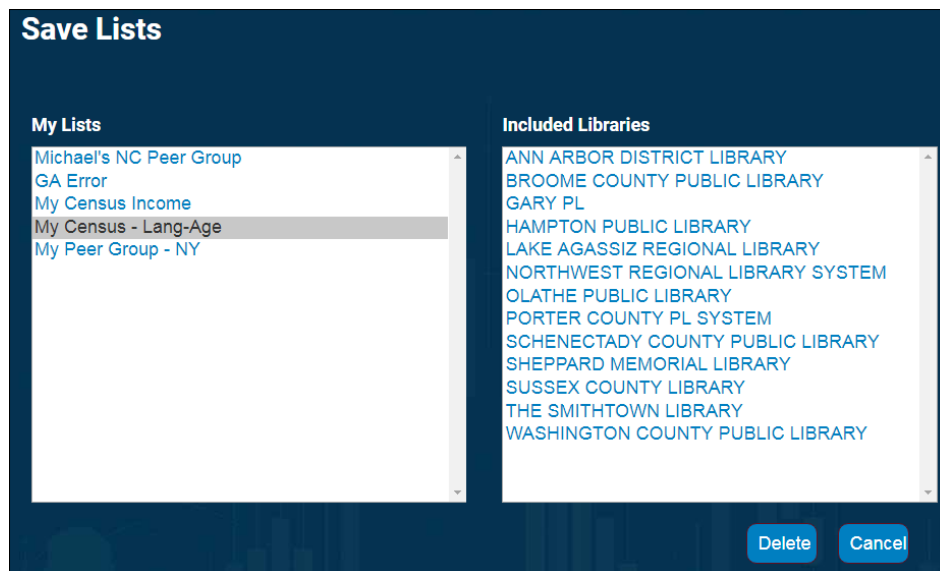 Save Lists
My Lists
Michael's NC Peer Group
GA Error
My Census Income
My Census - Lang-Age
My Peer Group - NY
Included Libraries
ANN ARBOR DISTRICT LIBRARY
BROOME COUNTY PUBLIC LIBRARY
GARY PL
HAMPTON PUBLIC LIBRARY
LAKE AGASSIZ REGIONAL LIBRARY
NORTHWEST REGIONAL LIBRARY SYSTEM
OLATHE PUBLIC LIBRARY
PORTER COUNTY PL SYSTEM
SCHENECTADY COUNTY PUBLIC LIBRARY
SHEPPARD MEMORIAL LIBRARY
SUSSEX COUNTY LIBRARY
THE SMITHTOWN LIBRARY
WASHINGTON COUNTY PUBLIC LIBRARY
Delete
Cancel